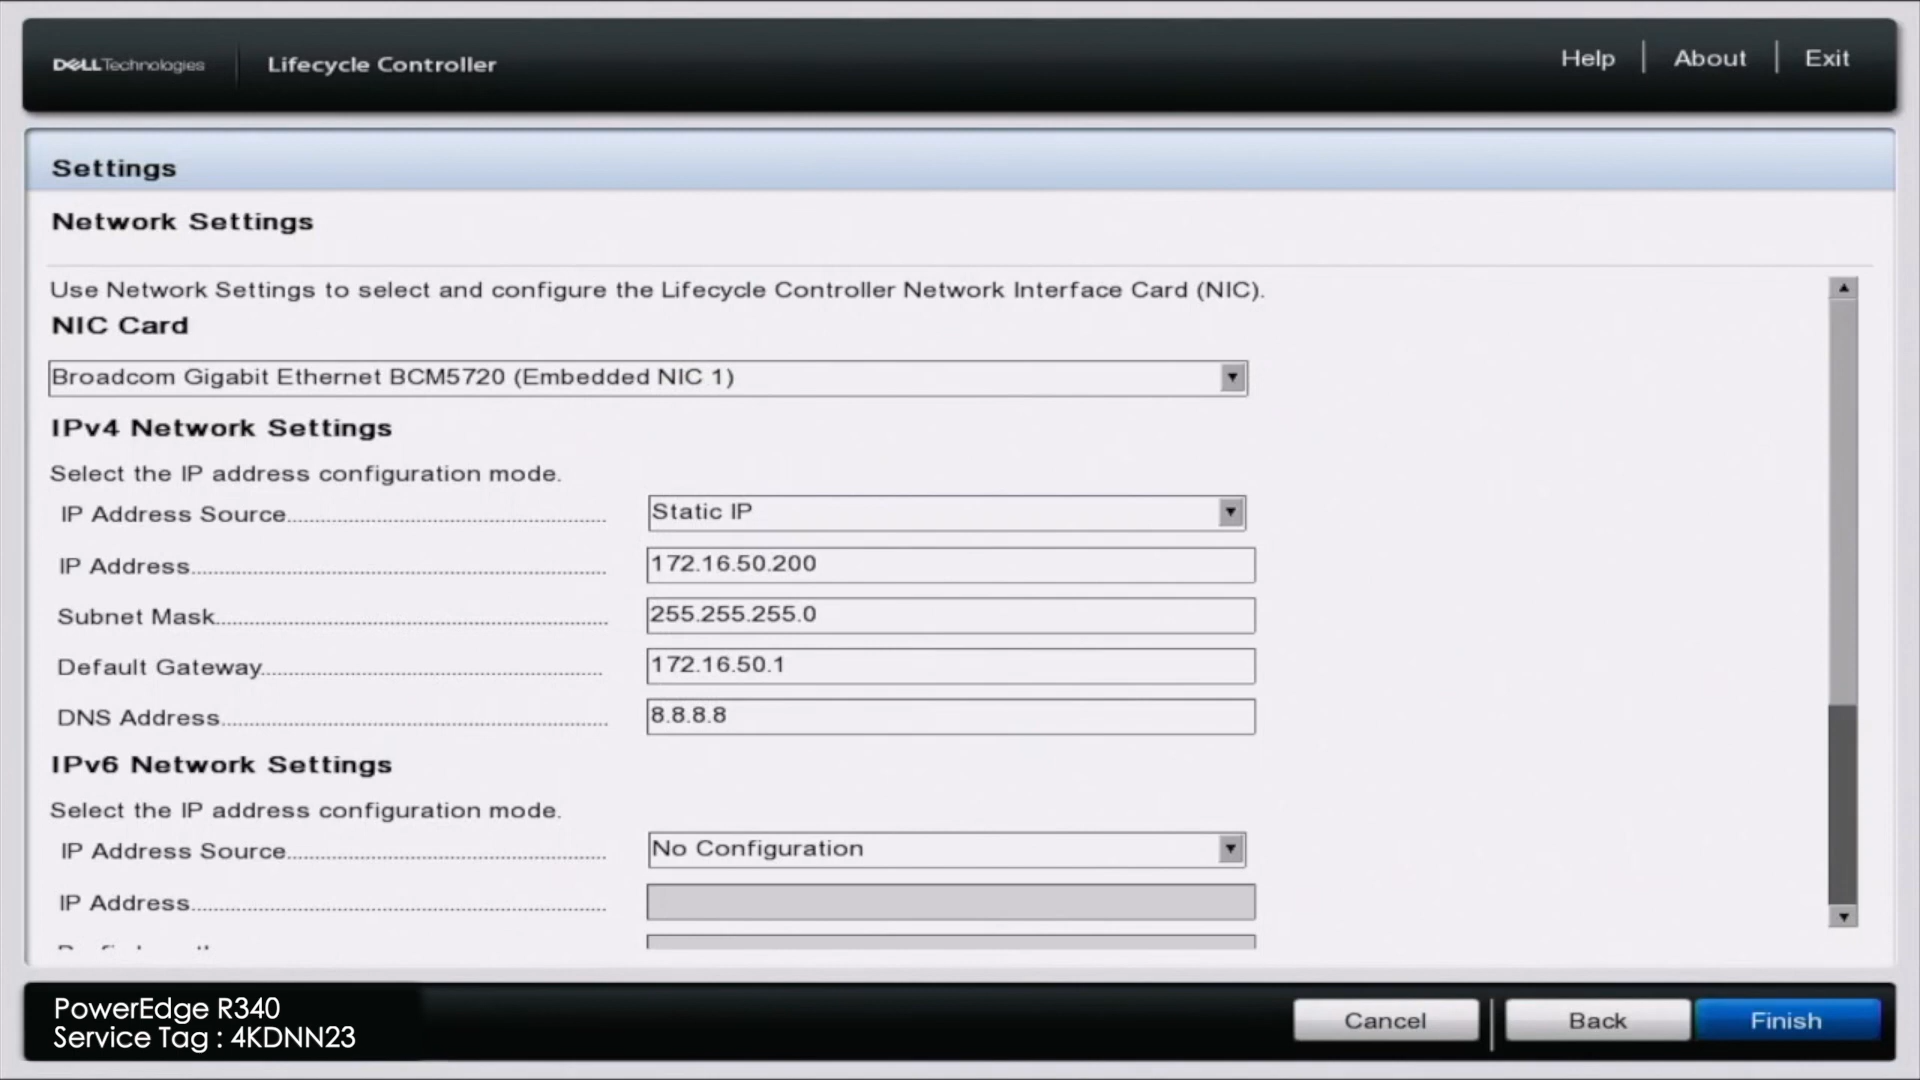 DELLTechnologies
Lifecycle Controller
Help
About
Exit
Settings
Network Settings
Use Network Settings to select and configure the Lifecycle Controller Network Interface Card (NIC).
NIC Card
Broadcom Gigabit Ethernet BCM5720 (Embedded NIC 1)
IPv4 Network Settings
Select the IP address configuration mode.
IP Address Source Static IP
IP Address 172.16.50.200
Subnet Mask 255.255.255.0
Default Gateway 172.16.50.1
DNS Address 8.8.8.8
IPv6 Network Settings
Select the IP address configuration mode.
IP Address Source No Configuration
IP Address
PowerEdge R340
Service Tag : 4KDNN23
Cancel
Back
Finish